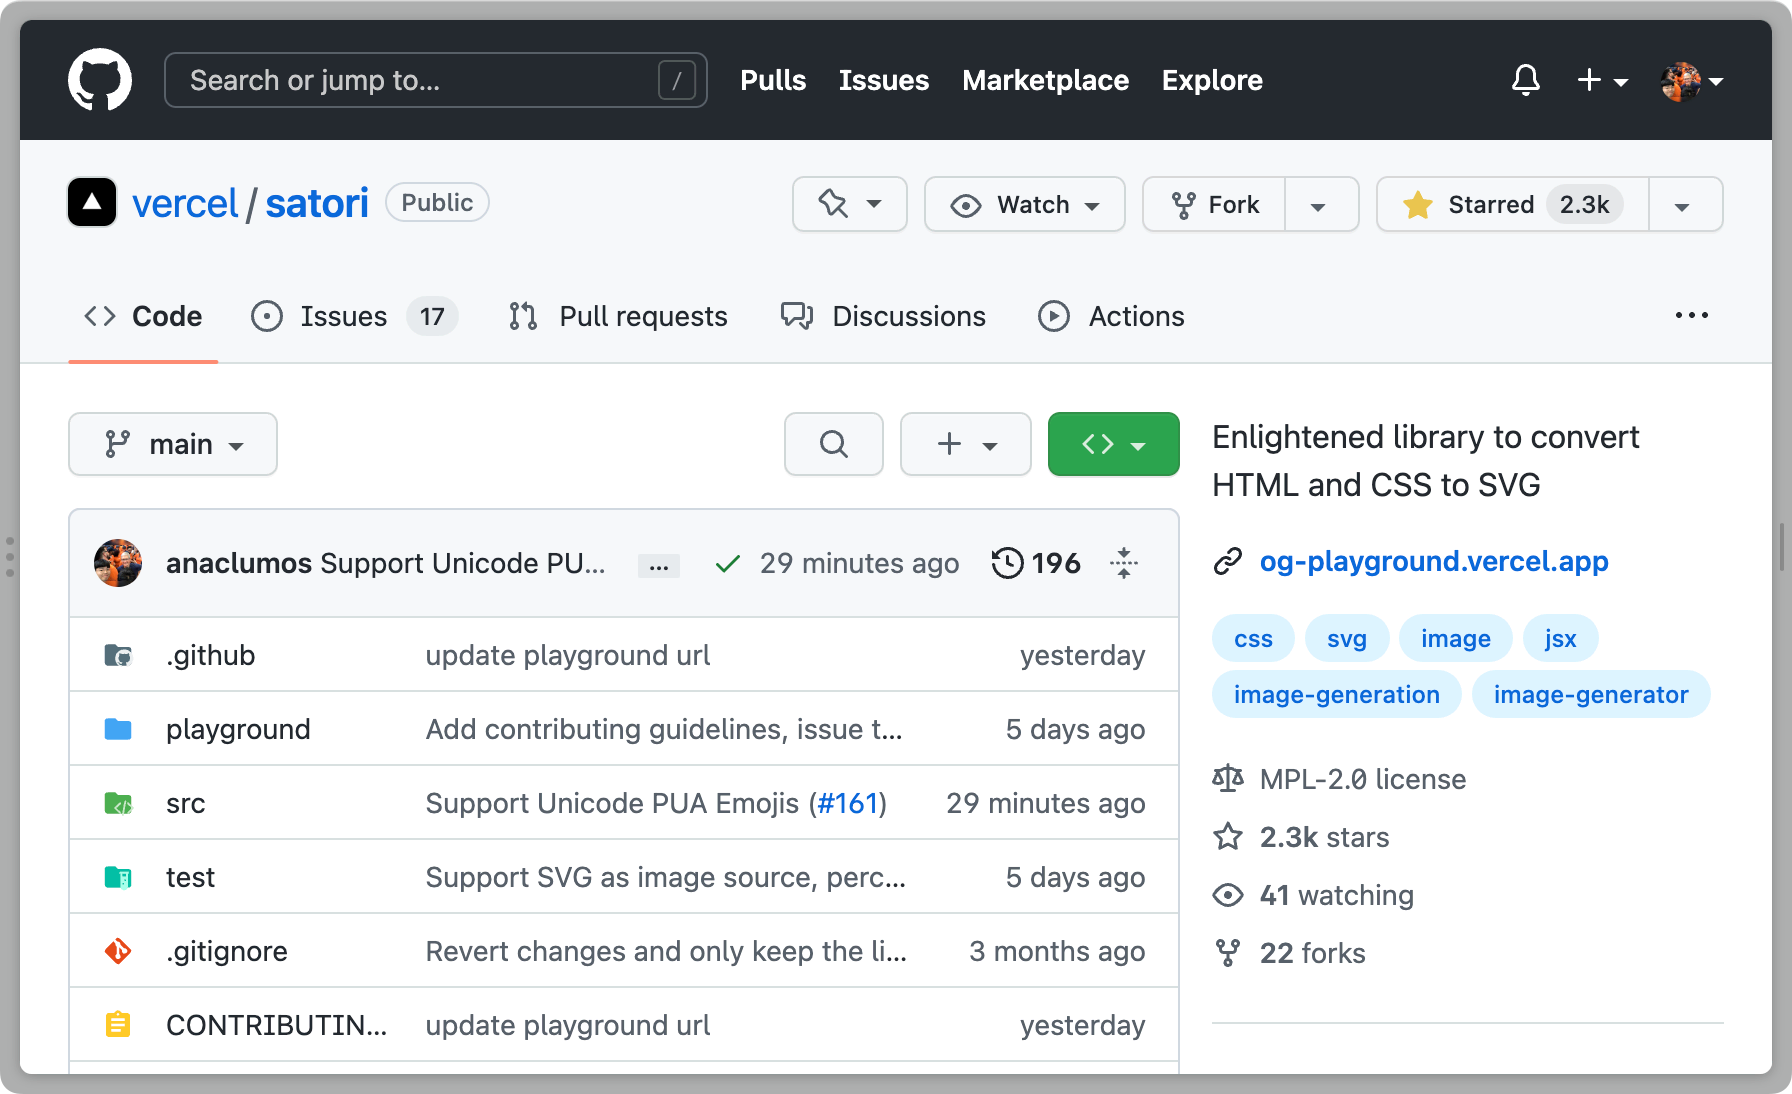 Search or jump to... /
Pulls Issues Marketplace Explore
vercel / satori Public
Watch Fork Starred 2.3k
Code Issues 17 Pull requests Discussions Actions
main
anaclumos Support Unicode PU... ... 29 minutes ago 196
.github update playground url yesterday
playground Add contributing guidelines, issue t... 5 days ago
src Support Unicode PUA Emojis (#161) 29 minutes ago
test Support SVG as image source, perc... 5 days ago
.gitignore Revert changes and only keep the li... 3 months ago
CONTRIBUTIN... update playground url yesterday
Enlightened library to convert
HTML and CSS to SVG
og-playground.vercel.app
css svg image jsx
image-generation image-generator
MPL-2.0 license
2.3k stars
41 watching
22 forks